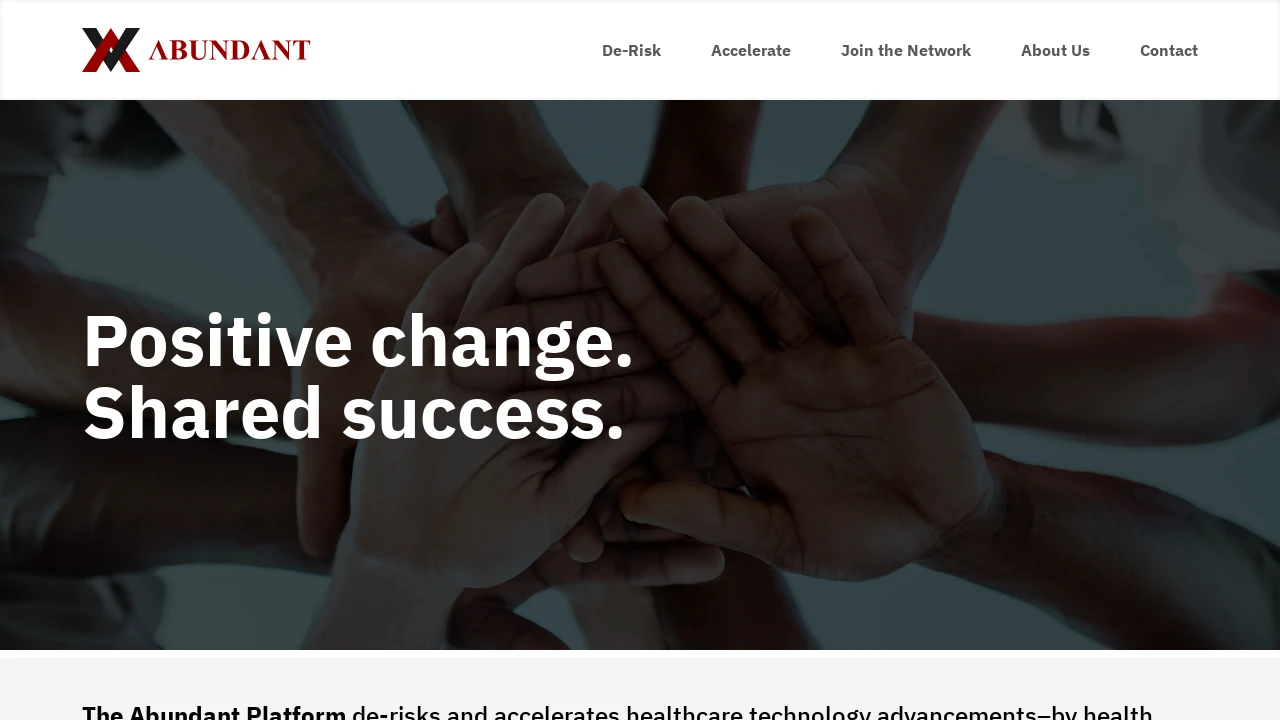 ABUNDANT
De-Risk
Accelerate
Join the Network
About Us
Contact
Positive change.
Shared success.
The Abundant Platform de-risks and accelerates healthcare technology advancements–by health